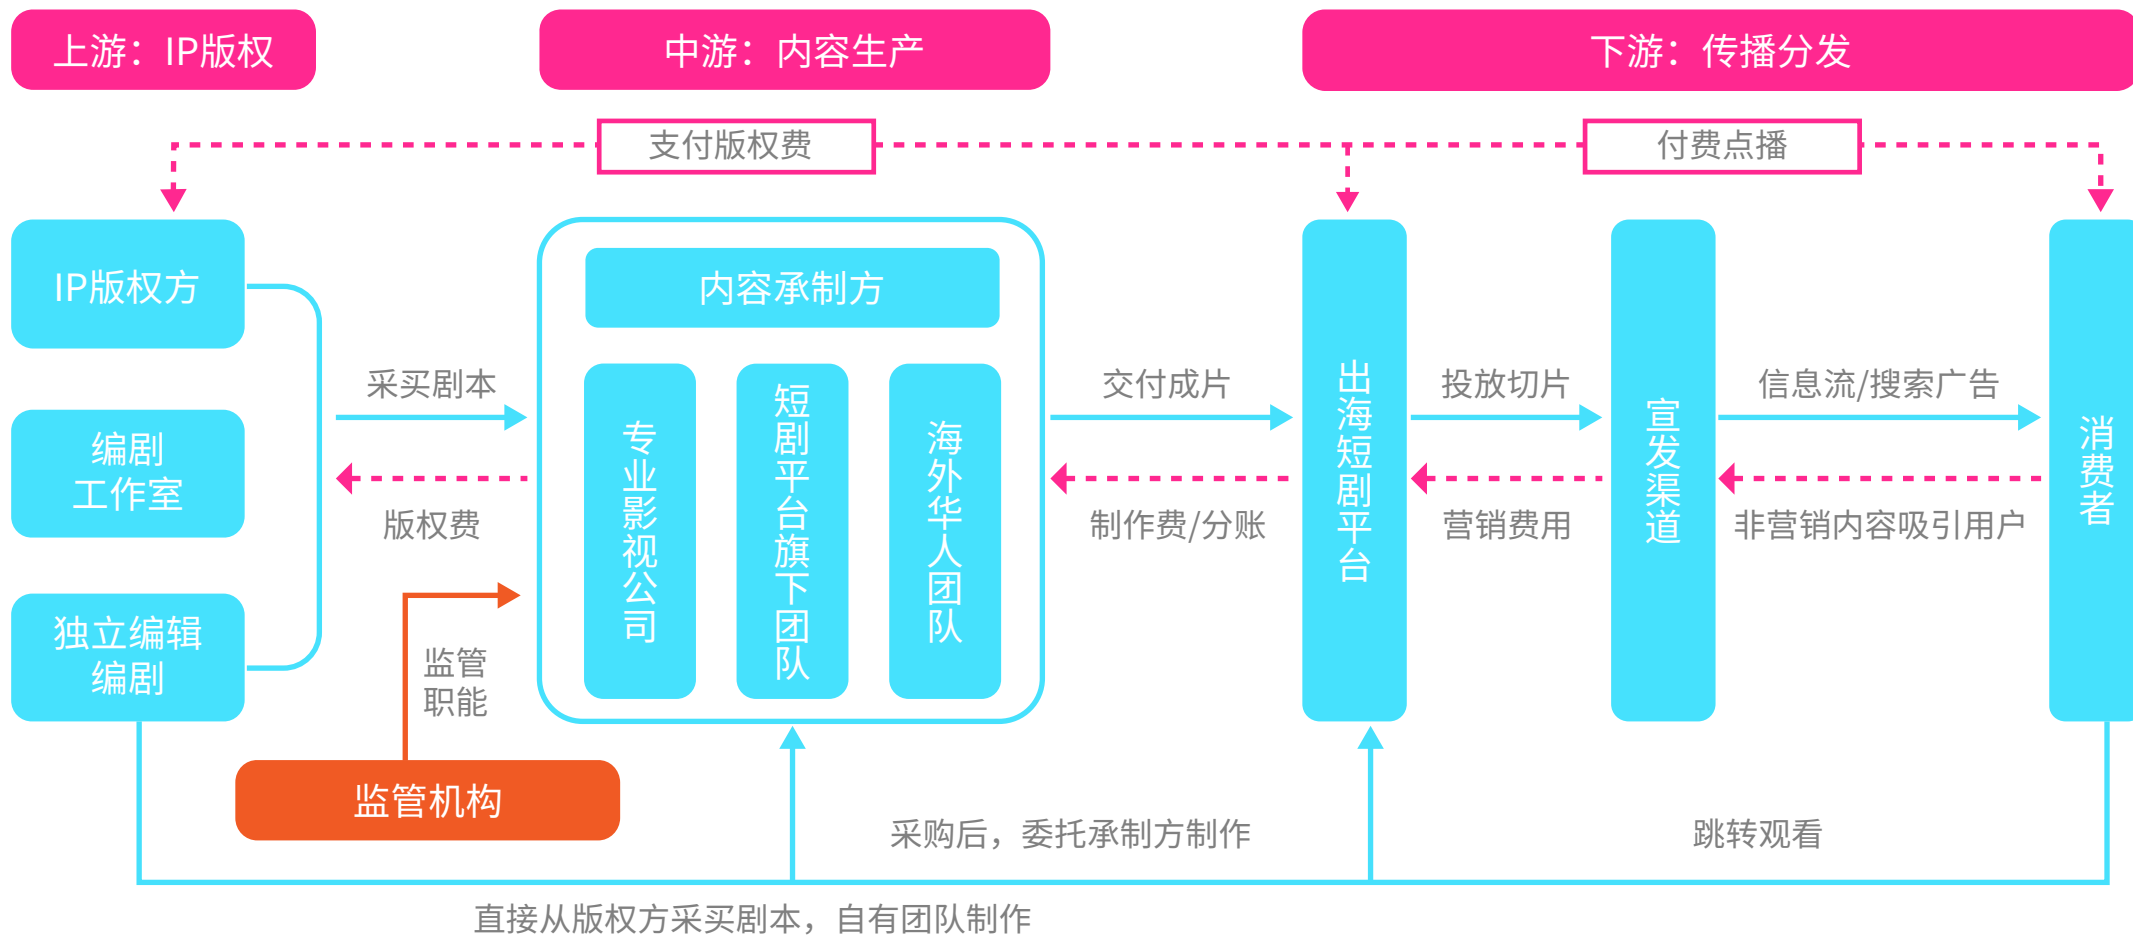 上游：IP版权
中游：内容生产
下游：传播分发
支付版权费
付费点播
IP版权方
编剧
工作室
独立编辑
编剧
采买剧本
版权费
监管
职能
监管机构
内容承制方
专业影视公司
短剧平台旗下团队
海外华人团队
交付成片
制作费/分账
出海短剧平台
投放切片
营销费用
宣发渠道
信息流/搜索广告
非营销内容吸引用户
消费者
采购后，委托承制方制作
跳转观看
直接从版权方采买剧本，自有团队制作